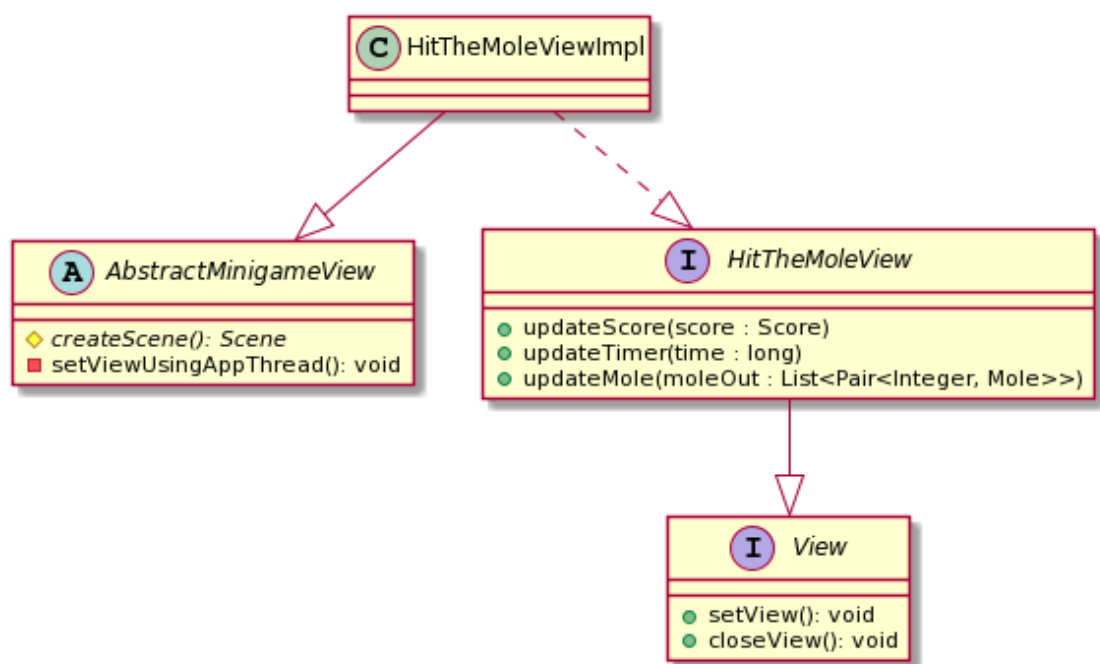 C HitTheMoleViewImpl
A AbstractMinigameView
createScene(): Scene
setViewUsingAppThread(): void
I HitTheMoleView
updateScore(score : Score)
updateTimer(time : long)
updateMole(moleOut : List<Pair<Integer, Mole>>)
I View
setView(): void
closeView(): void